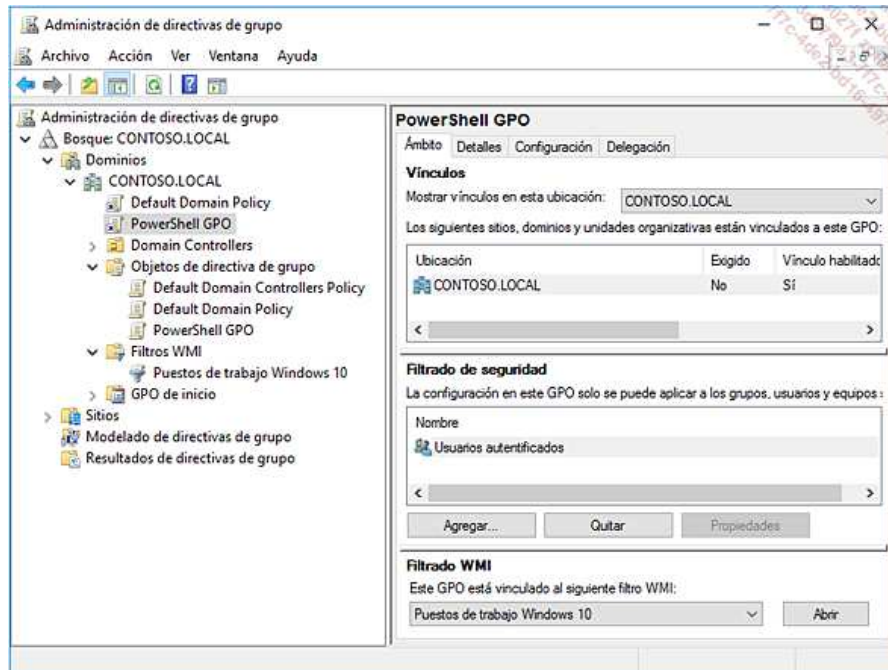 Administración de directivas de grupo
Archivo Acción Ver Ventana Ayuda
Administración de directivas de grupo
Bosque: CONTOSO.LOCAL
Dominios
CONTOSO.LOCAL
Default Domain Policy
PowerShell GPO
Domain Controllers
Objetos de directiva de grupo
Default Domain Controllers Policy
Default Domain Policy
PowerShell GPO
Filtros WMI
Puestos de trabajo Windows 10
GPO de inicio
Sitios
Modelado de directivas de grupo
Resultados de directivas de grupo
PowerShell GPO
Ámbito Detalles Configuración Delegación
Vínculos
Mostrar vínculos en esta ubicación: CONTOSO.LOCAL
Los siguientes sitios, dominios y unidades organizativas están vinculados a este GPO:
Ubicación Exigido Vínculo habilitado
CONTOSO.LOCAL No Sí
Filtrado de seguridad
La configuración en este GPO solo se puede aplicar a los grupos, usuarios y equipos
Nombre
Usuarios autentificados
Agregar... Quitar Propiedades
Filtrado WMI
Este GPO está vinculado al siguiente filtro WMI:
Puestos de trabajo Windows 10 Abrir